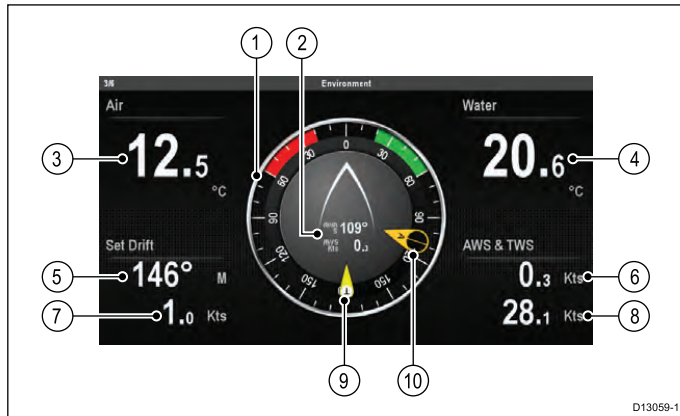 1 2
3/6 Environment
Air
Water
12.5
°C
20.6
°C
3
4
30 0 30
60 60
90 90
120
150 150
109°
AWS
Kts 0.3
A
T
Set Drift
AWS & TWS
5
146° M
0.3 Kts
6
7
1.0 Kts
28.1 Kts
8
9 10
D13059-1